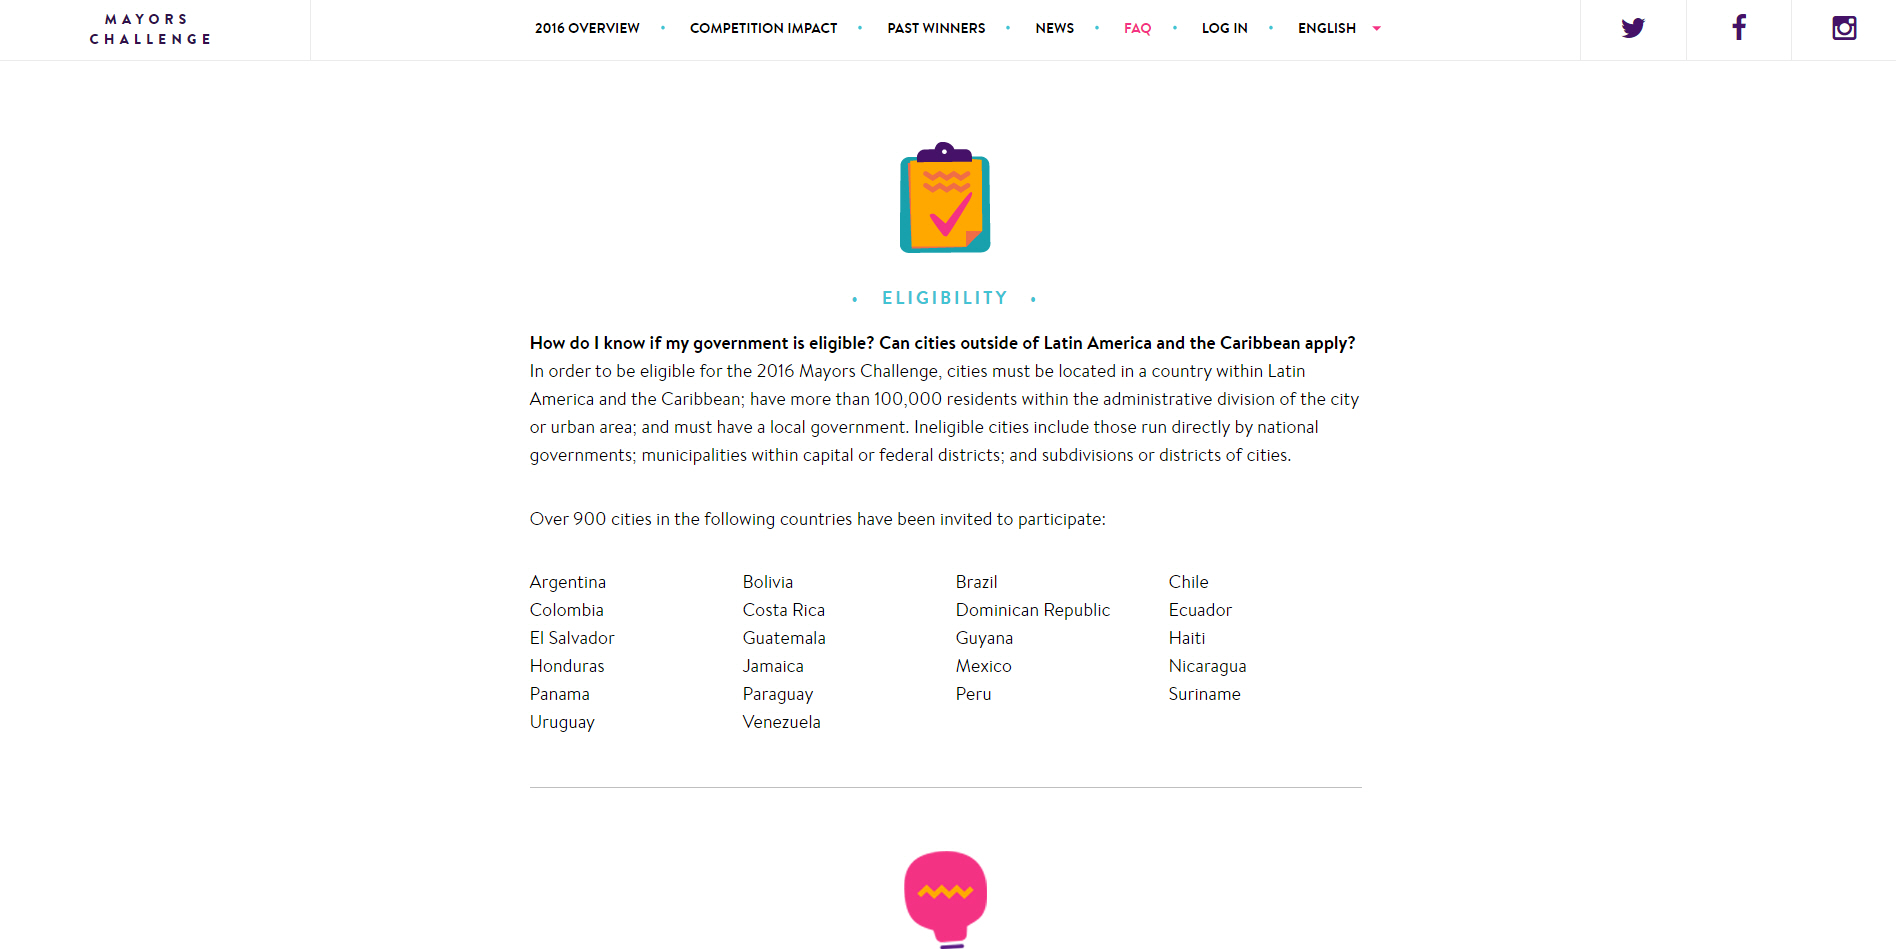 MAYORS
CHALLENGE
2016 OVERVIEW • COMPETITION IMPACT • PAST WINNERS • NEWS • FAQ • LOG IN • ENGLISH
• ELIGIBILITY •
How do I know if my government is eligible? Can cities outside of Latin America and the Caribbean apply?
In order to be eligible for the 2016 Mayors Challenge, cities must be located in a country within Latin
America and the Caribbean; have more than 100,000 residents within the administrative division of the city
or urban area; and must have a local government. Ineligible cities include those run directly by national
governments; municipalities within capital or federal districts; and subdivisions or districts of cities.
Over 900 cities in the following countries have been invited to participate:
Argentina Bolivia Brazil Chile
Colombia Costa Rica Dominican Republic Ecuador
El Salvador Guatemala Guyana Haiti
Honduras Jamaica Mexico Nicaragua
Panama Paraguay Peru Suriname
Uruguay Venezuela